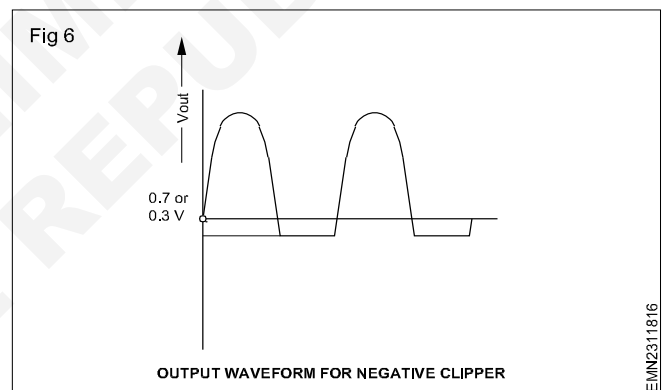 Fig 6
Vout
0.7 or
0.3 V
OUTPUT WAVEFORM FOR NEGATIVE CLIPPER
EMN2311816